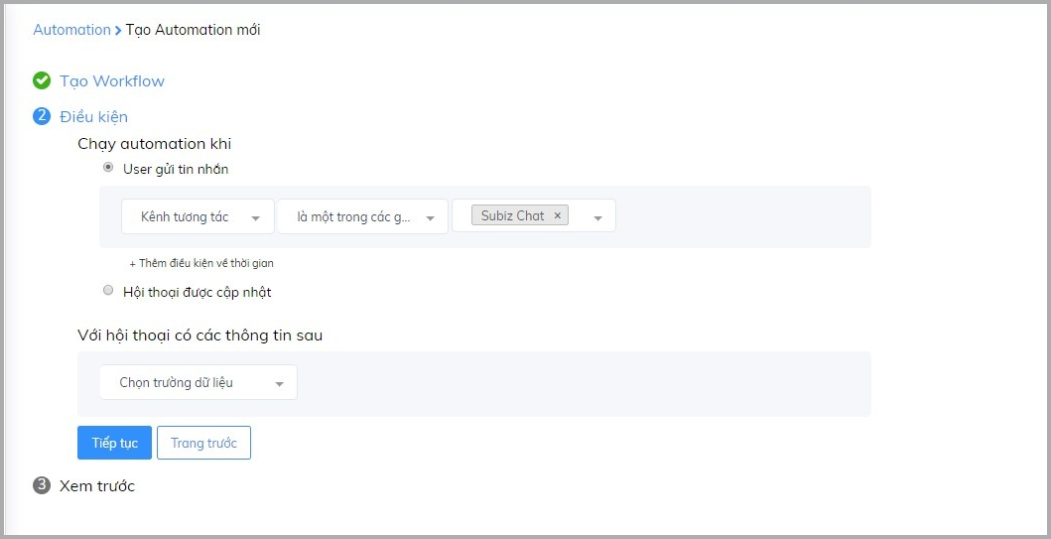 Automation > Tạo Automation mới
Tạo Workflow
2 Điều kiện
Chạy automation khi
User gửi tin nhắn
Kênh tương tác là một trong các g... Subiz Chat ×
+ Thêm điều kiện về thời gian
Hội thoại được cập nhật
Với hội thoại có các thông tin sau
Chọn trường dữ liệu
Tiếp tục Trang trước
3 Xem trước